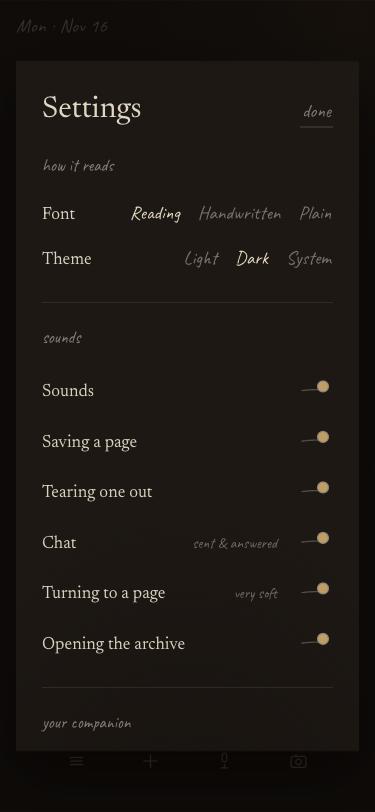 Mon · Nov 16
Settings
done
how it reads
Font Reading Handwritten Plain
Theme Light Dark System
sounds
Sounds
Saving a page
Tearing one out
Chat sent & answered
Turning to a page very soft
Opening the archive
your companion